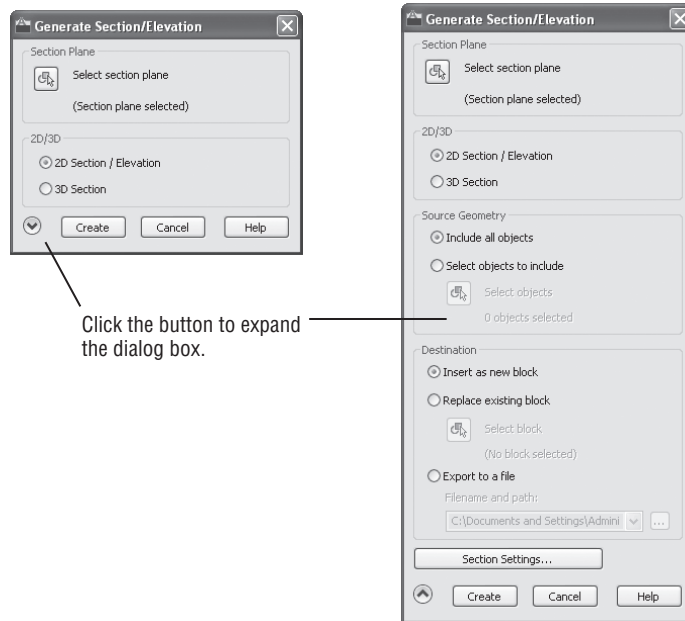 Generate Section/Elevation
Section Plane
Select section plane
(Section plane selected)
2D/3D
2D Section / Elevation
3D Section
Create
Cancel
Help
Click the button to expand
the dialog box.
Generate Section/Elevation
Section Plane
Select section plane
(Section plane selected)
2D/3D
2D Section / Elevation
3D Section
Source Geometry
Include all objects
Select objects to include
Select objects
0 objects selected
Destination
Insert as new block
Replace existing block
Select block
(No block selected)
Export to a file
Filename and path:
C:\Documents and Settings\Admini
...
Section Settings...
Create
Cancel
Help